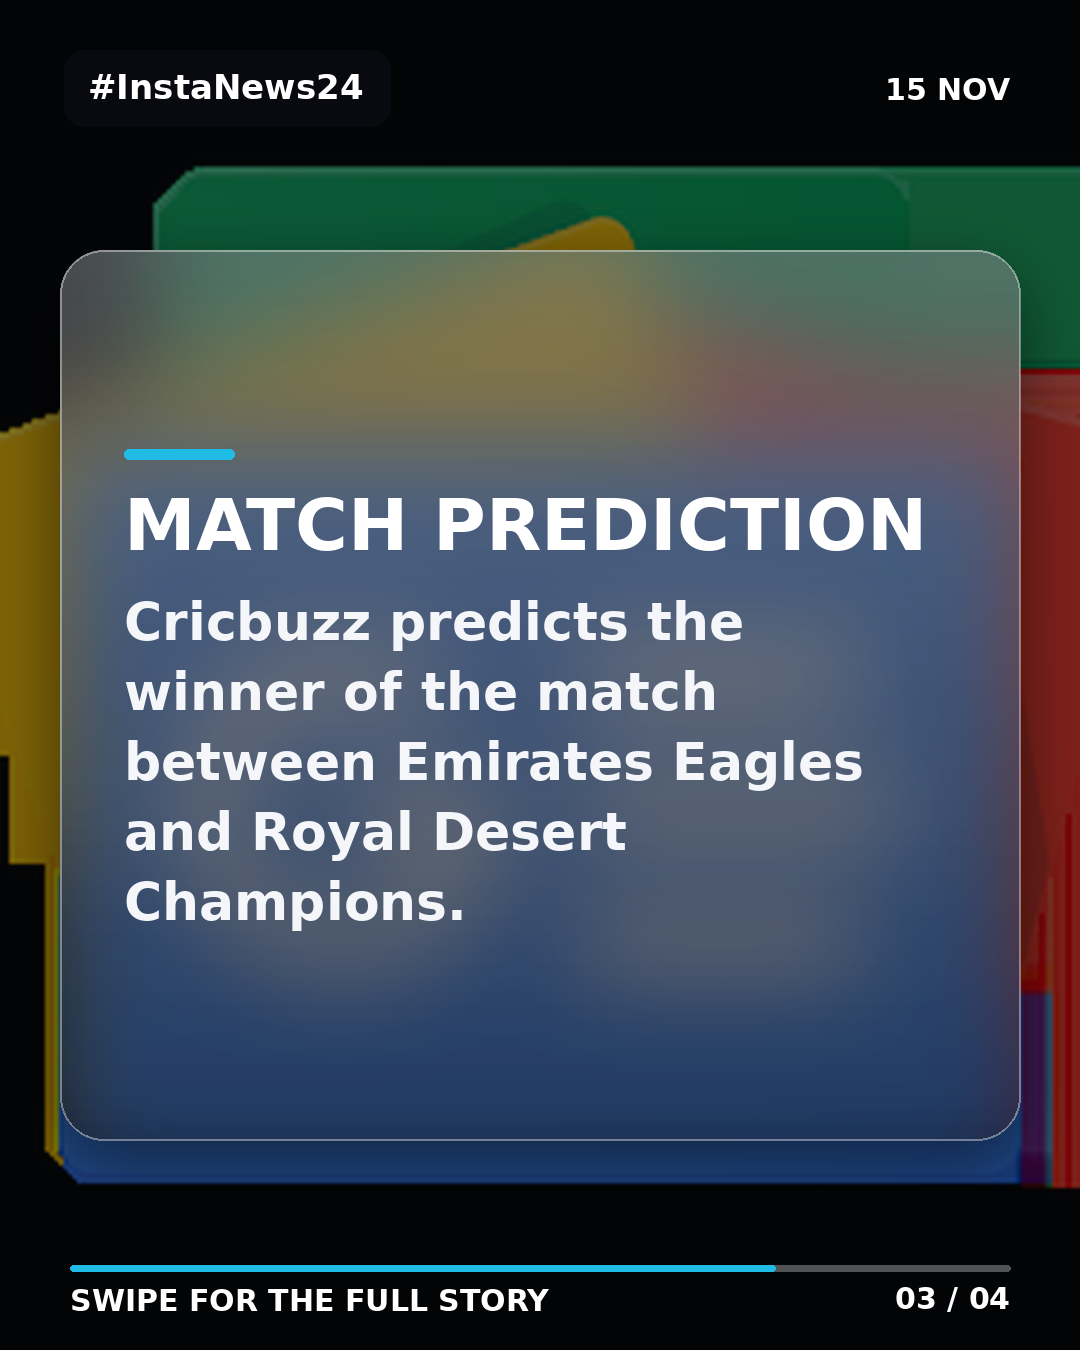 #InstaNews24
15 NOV
MATCH PREDICTION
Cricbuzz predicts the
winner of the match
between Emirates Eagles
and Royal Desert
Champions.
SWIPE FOR THE FULL STORY
03 / 04